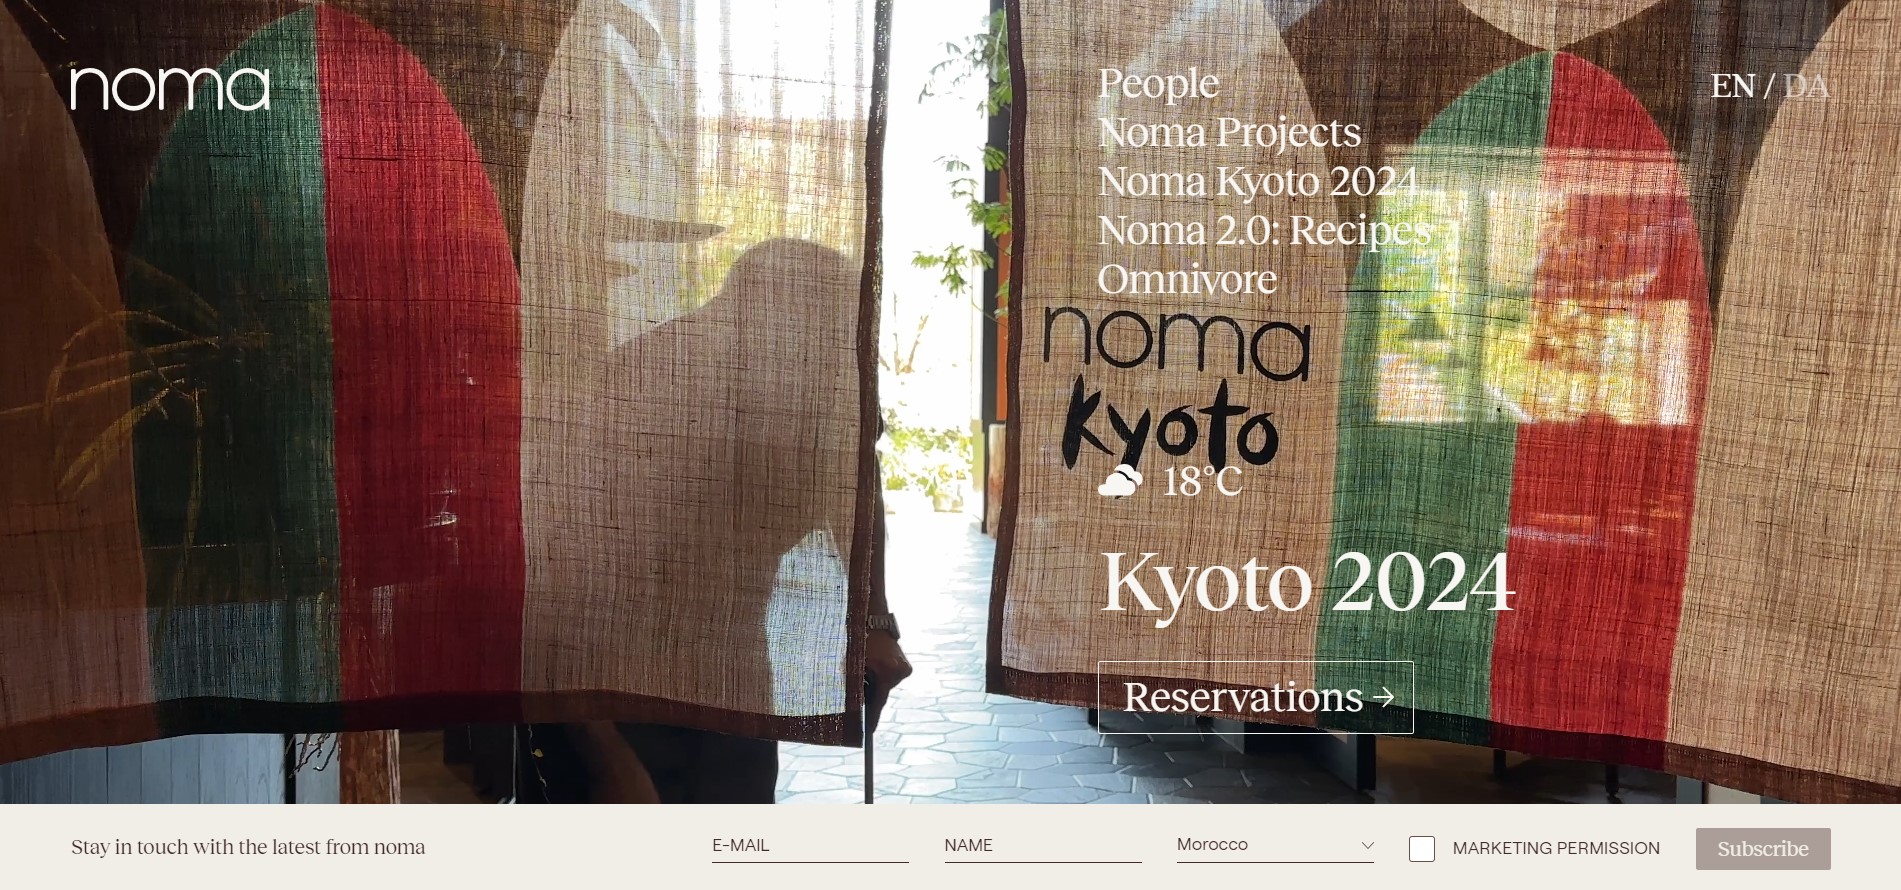 noma
People
Noma Projects
Noma Kyoto 2024
Noma 2.0: Recipes
Omnivore
EN / DA
noma
kyoto
18°C
Kyoto 2024
Reservations →
Stay in touch with the latest from noma
E-MAIL
NAME
Morocco
MARKETING PERMISSION
Subscribe